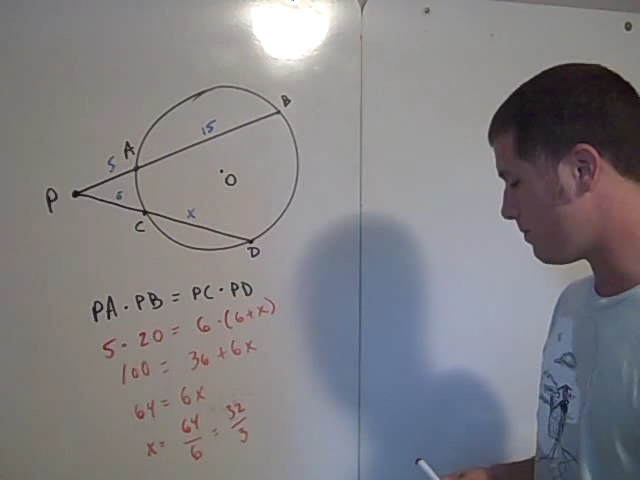 B
15
A
5
P
6
O
x
C
D
PA · PB = PC · PD
5 · 20 = 6 · (6+x)
100 = 36 + 6x
64 = 6x
x = 64/6 = 32/3